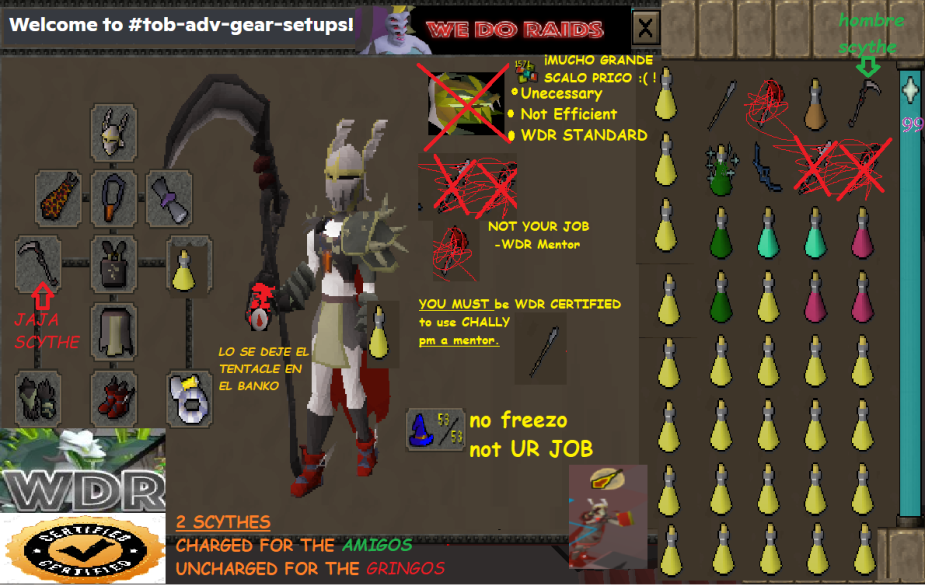 Welcome to #tob-adv-gear-setups!
WE DO RAIDS
X
hombre
scythe
¡MUCHO GRANDE
SCALO PRICO :( !
Unecessary
Not Efficient
WDR STANDARD
99
NOT YOUR JOB
-WDR Mentor
YOU MUST be WDR CERTIFIED
to use CHALLY
pm a mentor.
JAJA
SCYTHE
LO SE DEJE EL
TENTACLE EN
EL BANKO
53
53
no freezo
not UR JOB
WDR
CERTIFIED
CERTIFIED
2 SCYTHES
CHARGED FOR THE AMIGOS
UNCHARGED FOR THE GRINGOS